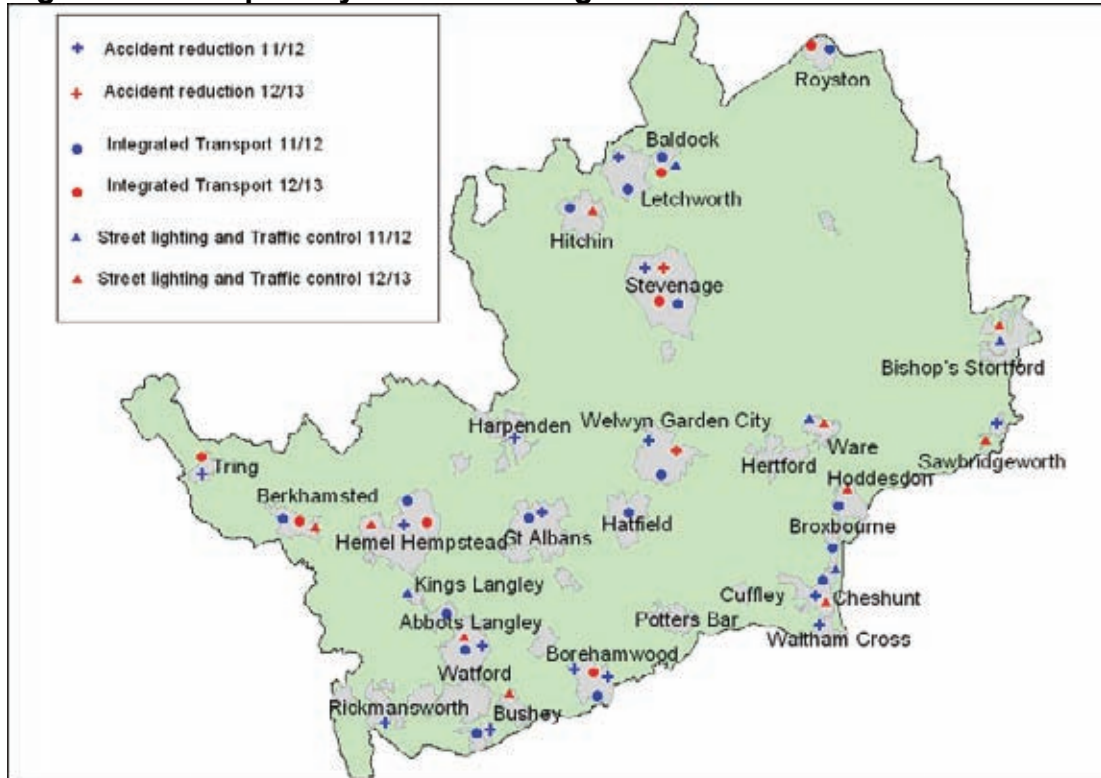 Accident reduction 11/12
Accident reduction 12/13
Integrated Transport 11/12
Integrated Transport 12/13
Street lighting and Traffic control 11/12
Street lighting and Traffic control 12/13
Royston
Baldock
Letchworth
Hitchin
Stevenage
Bishop's Stortford
Harpenden
Welwyn Garden City
Ware
Hertford
Sawbridgeworth
Tring
Hoddesdon
Berkhamsted
Broxbourne
Hemel Hempstead
St Albans
Hatfield
Kings Langley
Cuffley
Cheshunt
Abbots Langley
Potters Bar
Waltham Cross
Borehamwood
Watford
Rickmansworth
Bushey